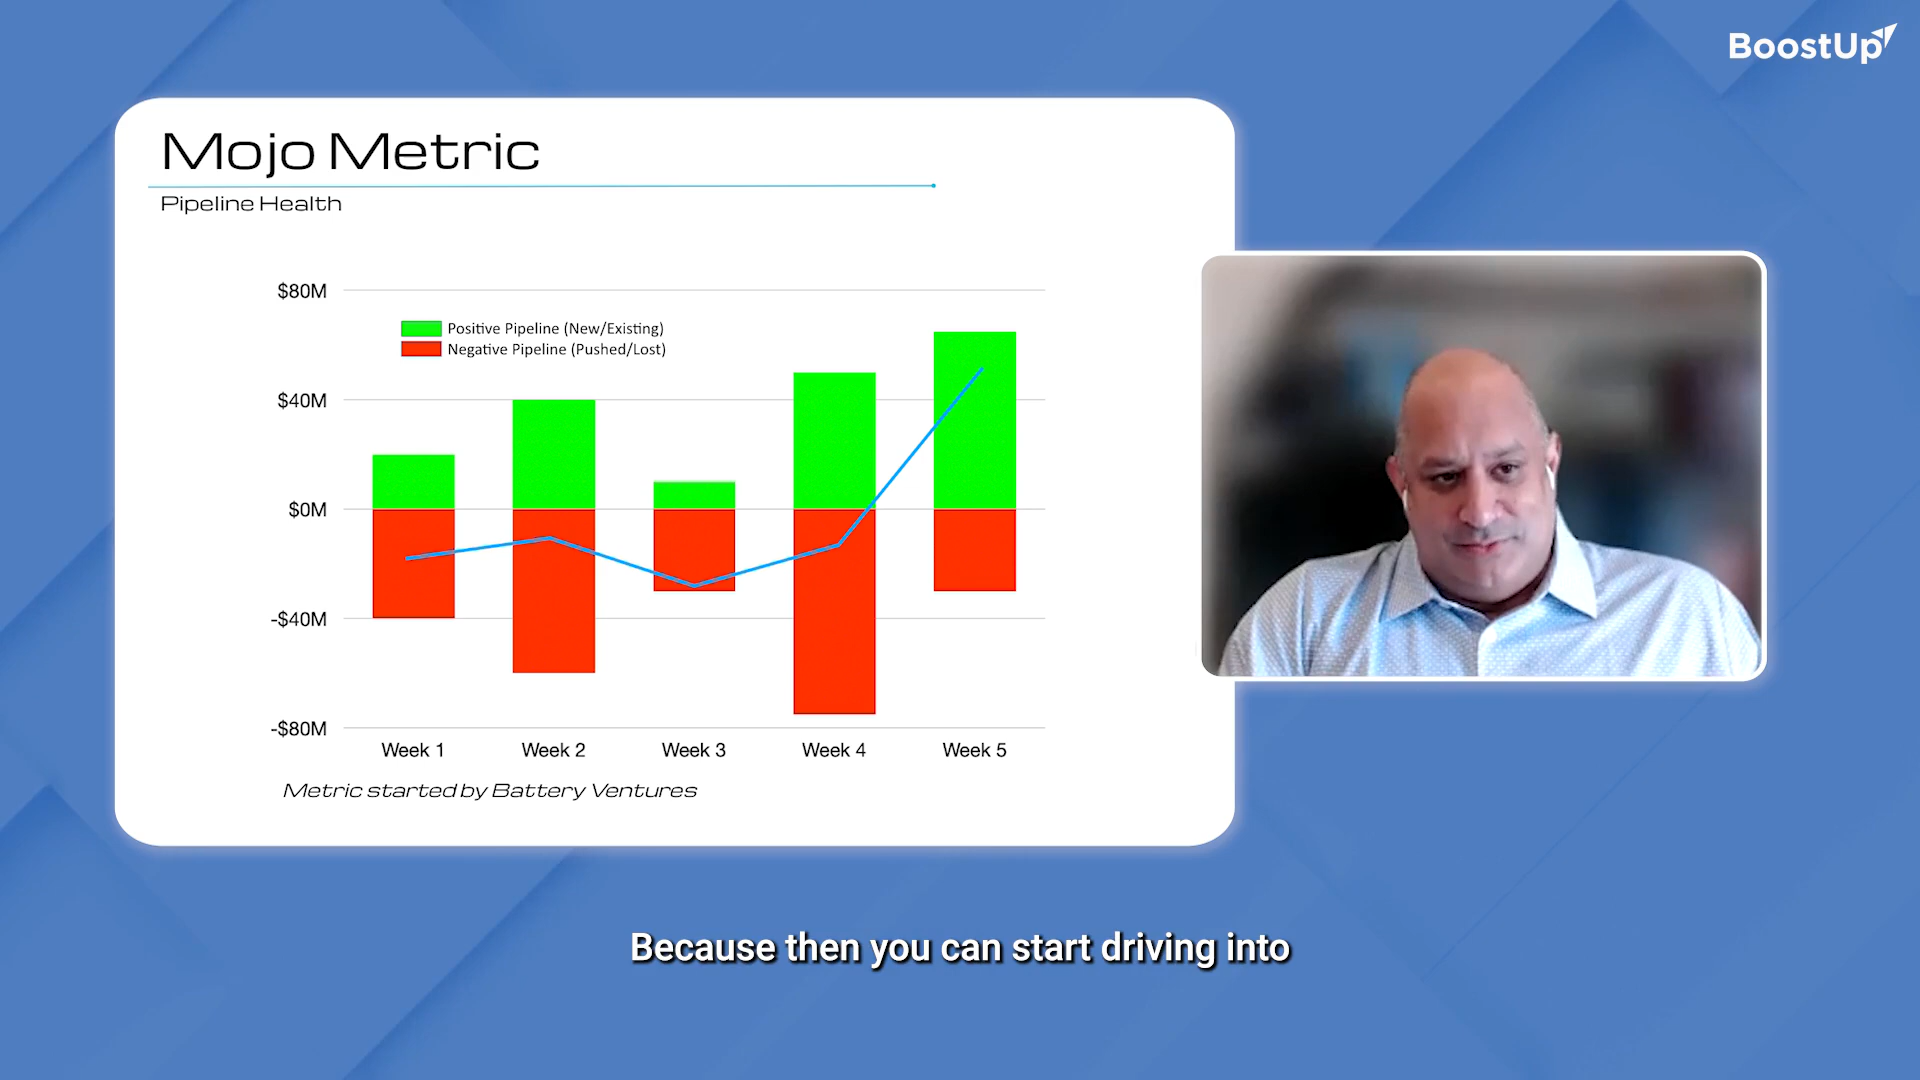 BoostUp
Mojo Metric
Pipeline Health
$80M
Positive Pipeline (New/Existing)
Negative Pipeline (Pushed/Lost)
$40M
$0M
-$40M
-$80M
Week 1 Week 2 Week 3 Week 4 Week 5
Metric started by Battery Ventures
Because then you can start driving into